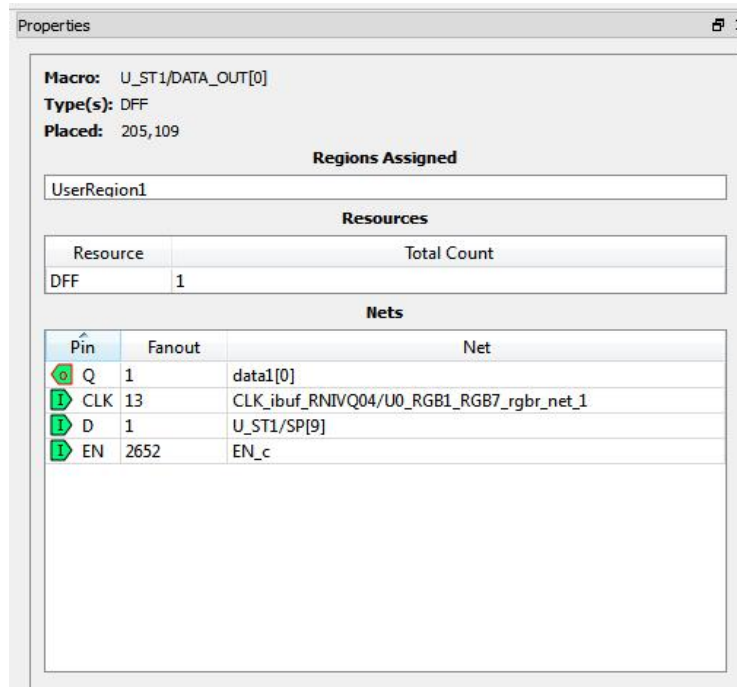 Properties
Macro: U_ST1/DATA_OUT[0]
Type(s): DFF
Placed: 205,109
Regions Assigned
UserRegion1
Resources
Resource Total Count
DFF 1
Nets
Pin Fanout Net
O Q 1 data1[0]
I CLK 13 CLK_ibuf_RNIVQ04/U0_RGB1_RGB7_rgbr_net_1
I D 1 U_ST1/SP[9]
I EN 2652 EN_c